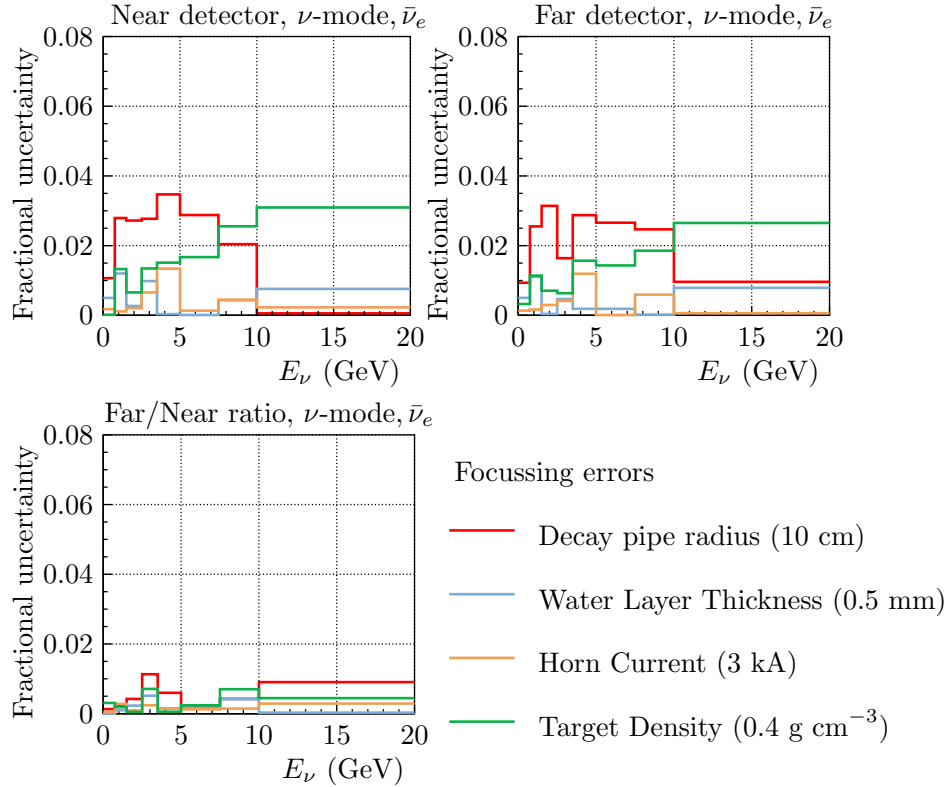 Near detector, ν-mode, ν̄ₑ
Fractional uncertainty
0.08
0.06
0.04
0.02
0
0 5 10 15 20
E_ν (GeV)
Far detector, ν-mode, ν̄ₑ
Fractional uncertainty
0.08
0.06
0.04
0.02
0
0 5 10 15 20
E_ν (GeV)
Far/Near ratio, ν-mode, ν̄ₑ
Fractional uncertainty
0.08
0.06
0.04
0.02
0
0 5 10 15 20
E_ν (GeV)
Focussing errors
Decay pipe radius (10 cm)
Water Layer Thickness (0.5 mm)
Horn Current (3 kA)
Target Density (0.4 g cm⁻³)